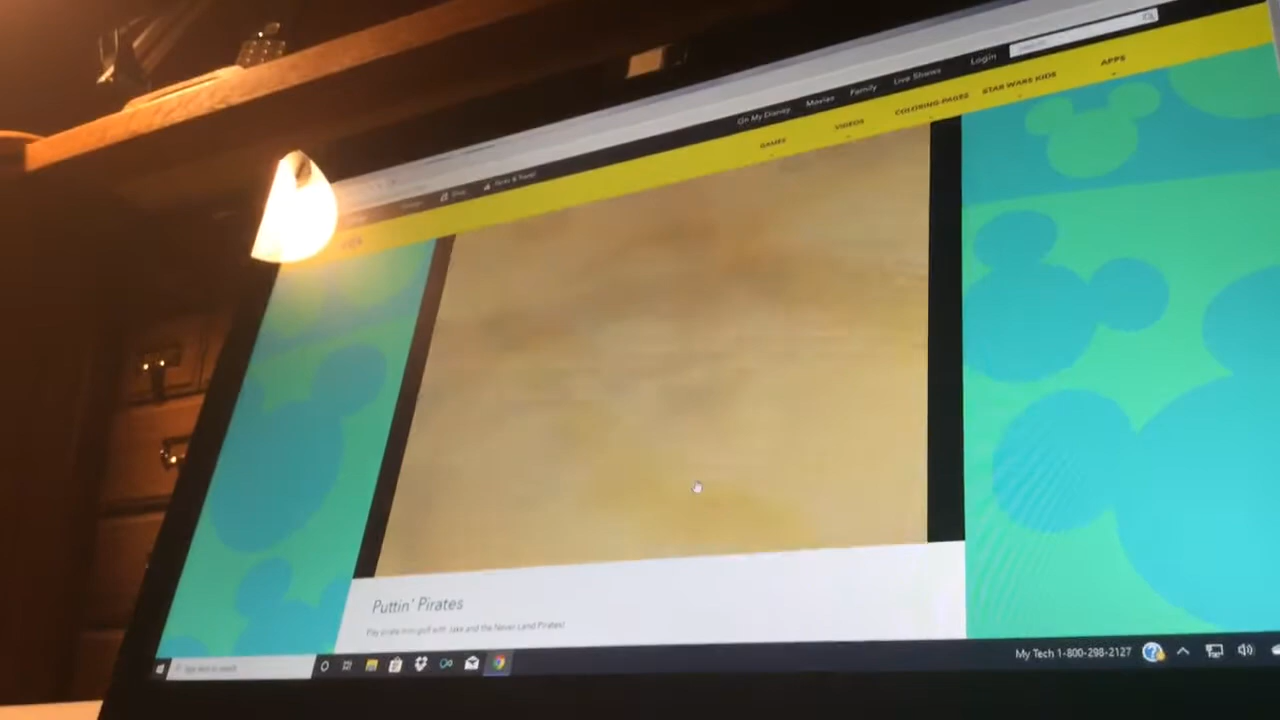 Login
Oh My Disney Movies Family Live Shows
GAMES VIDEOS COLORING PAGES STAR WARS KIDS APPS
Puttin' Pirates
Play pirate mini-golf with Jake and the Never Land Pirates!
My Tech 1-800-298-2127